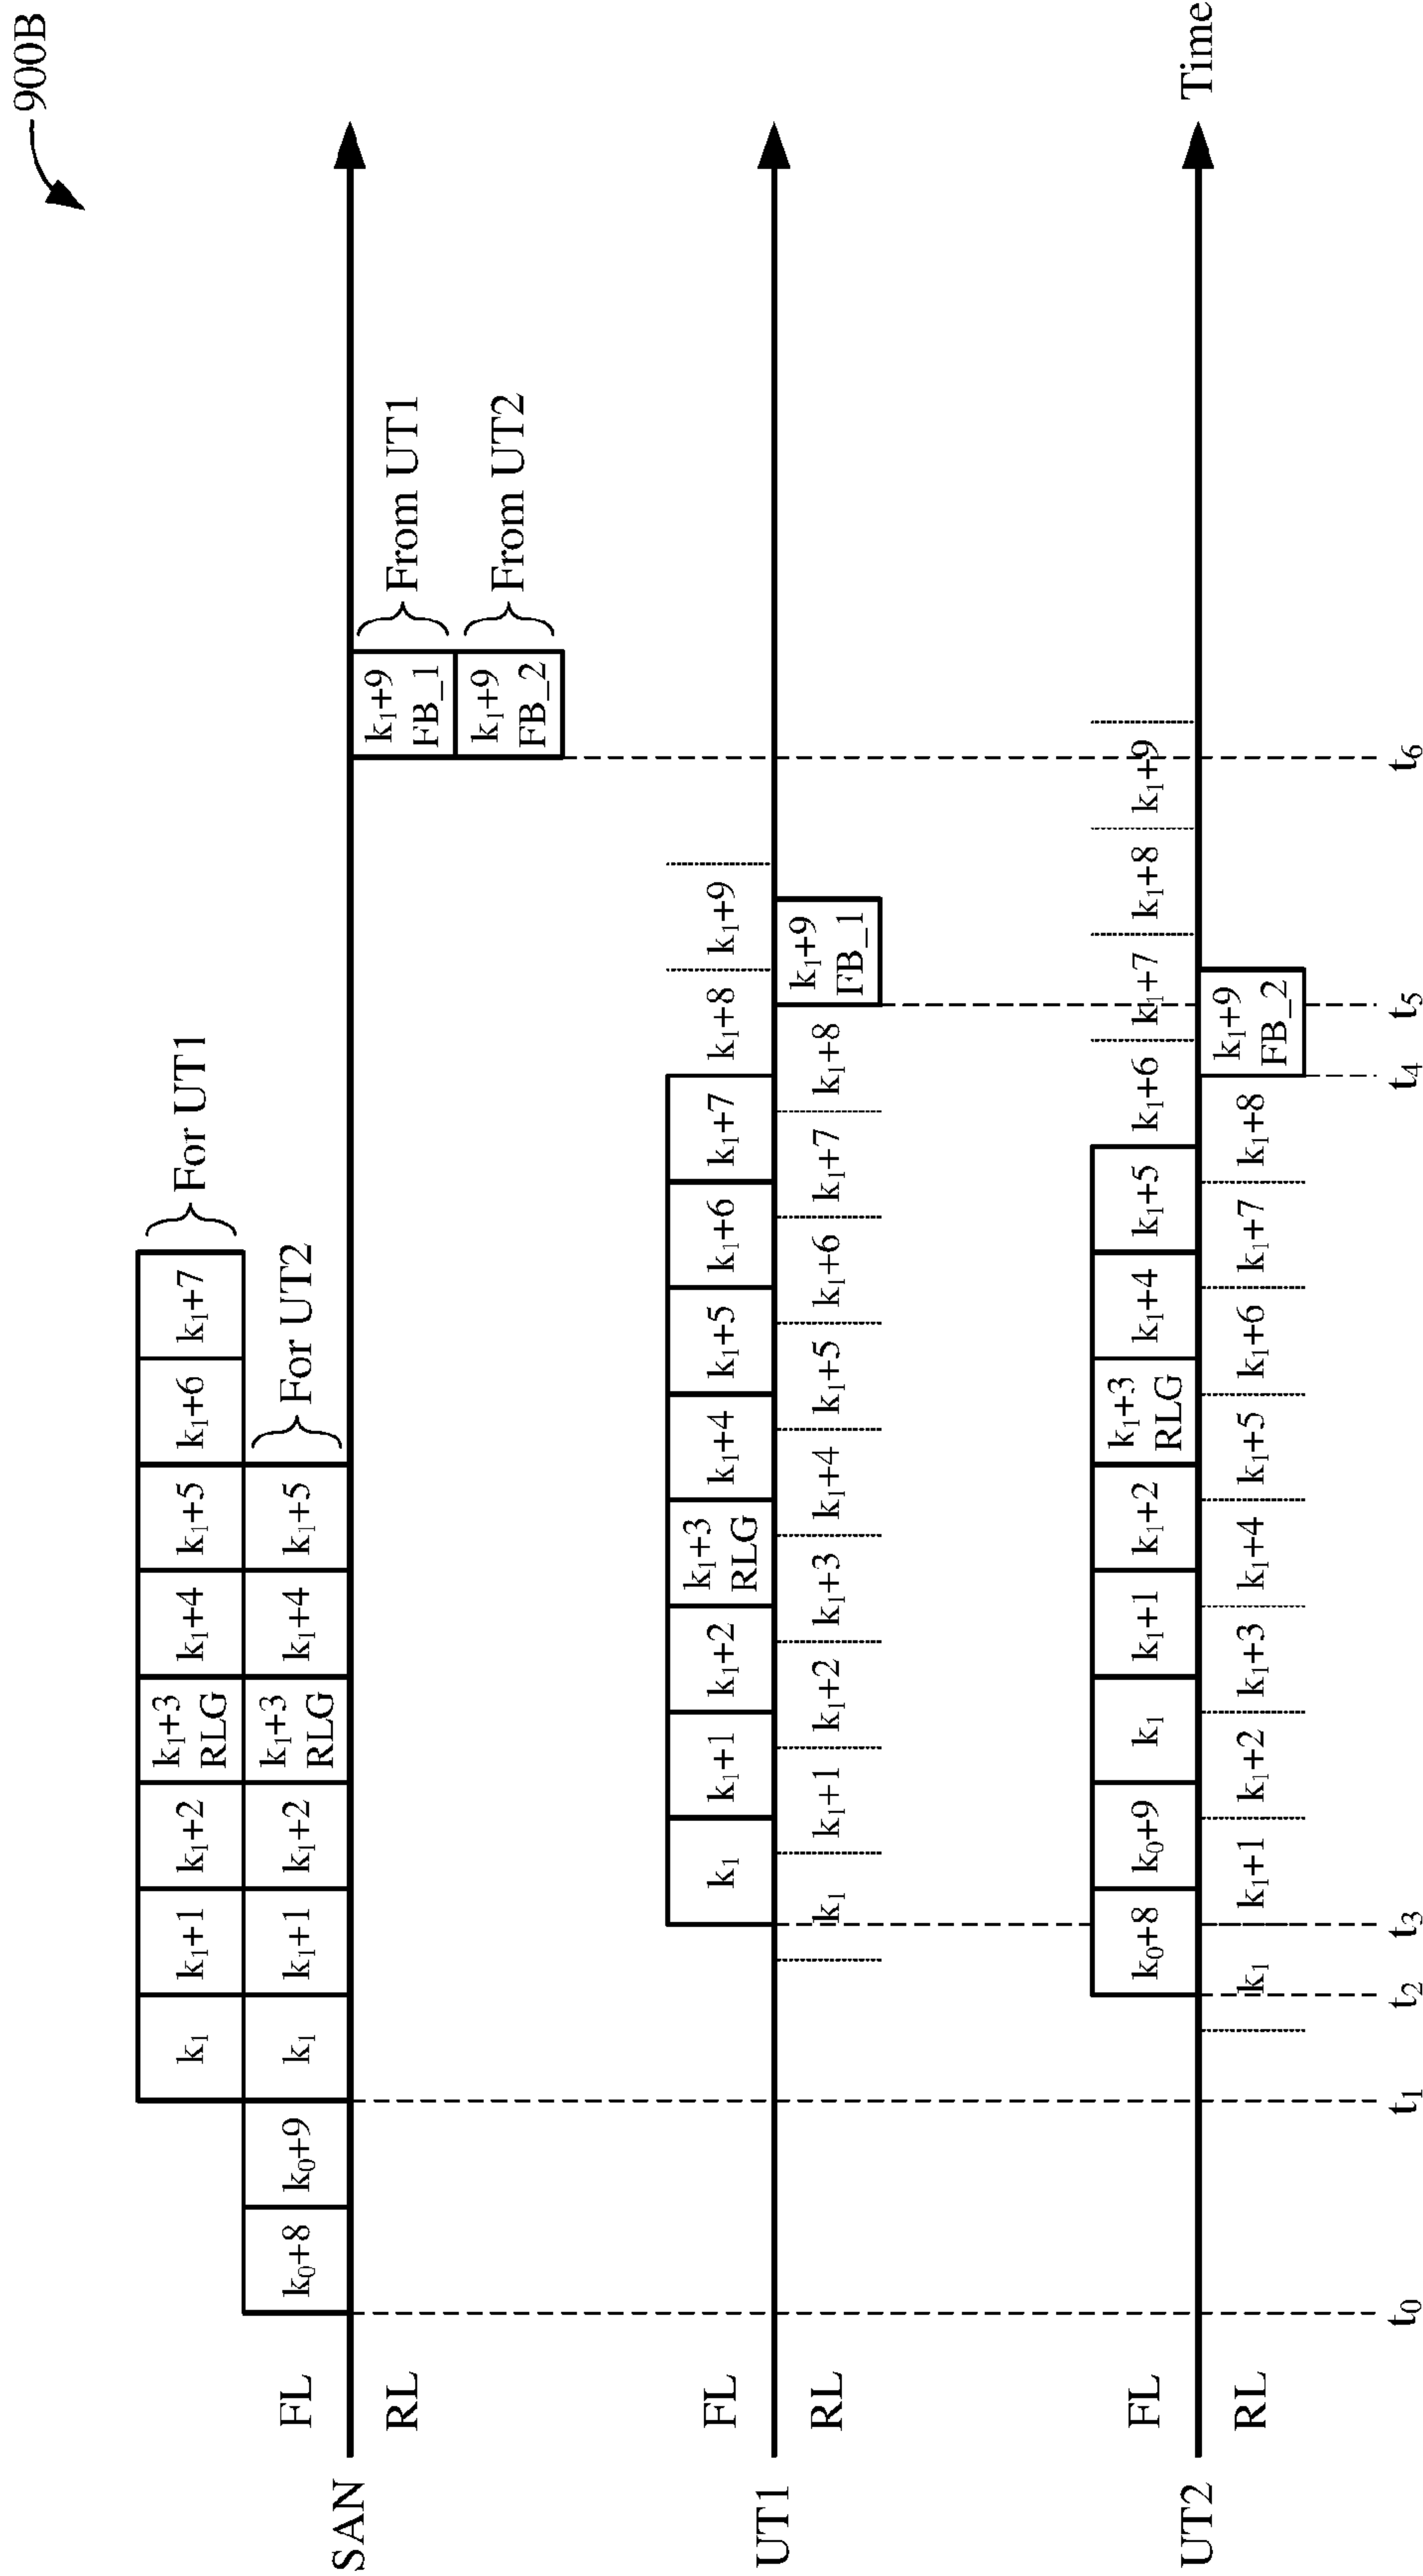 900B
For UT1
k₁ k₁+1 k₁+2 k₁+3 RLG k₁+4 k₁+5 k₁+6 k₁+7
For UT2
k₀+8 k₀+9 k₁ k₁+1 k₁+2 k₁+3 RLG k₁+4 k₁+5
FL
SAN
RL
k₁+9 FB_1
From UT1
k₁+9 FB_2
From UT2
FL
k₁ k₁+1 k₁+2 k₁+3 RLG k₁+4 k₁+5 k₁+6 k₁+7 k₁+8 k₁+9
UT1
RL
k₁ k₁+1 k₁+2 k₁+3 k₁+4 k₁+5 k₁+6 k₁+7 k₁+8 k₁+9 FB_1
FL
k₀+8 k₀+9 k₁ k₁+1 k₁+2 k₁+3 RLG k₁+4 k₁+5 k₁+6 k₁+7 k₁+8 k₁+9
UT2
Time
RL
k₁ k₁+1 k₁+2 k₁+3 k₁+4 k₁+5 k₁+6 k₁+7 k₁+8 k₁+9 FB_2
t₀ t₁ t₂ t₃ t₄ t₅ t₆